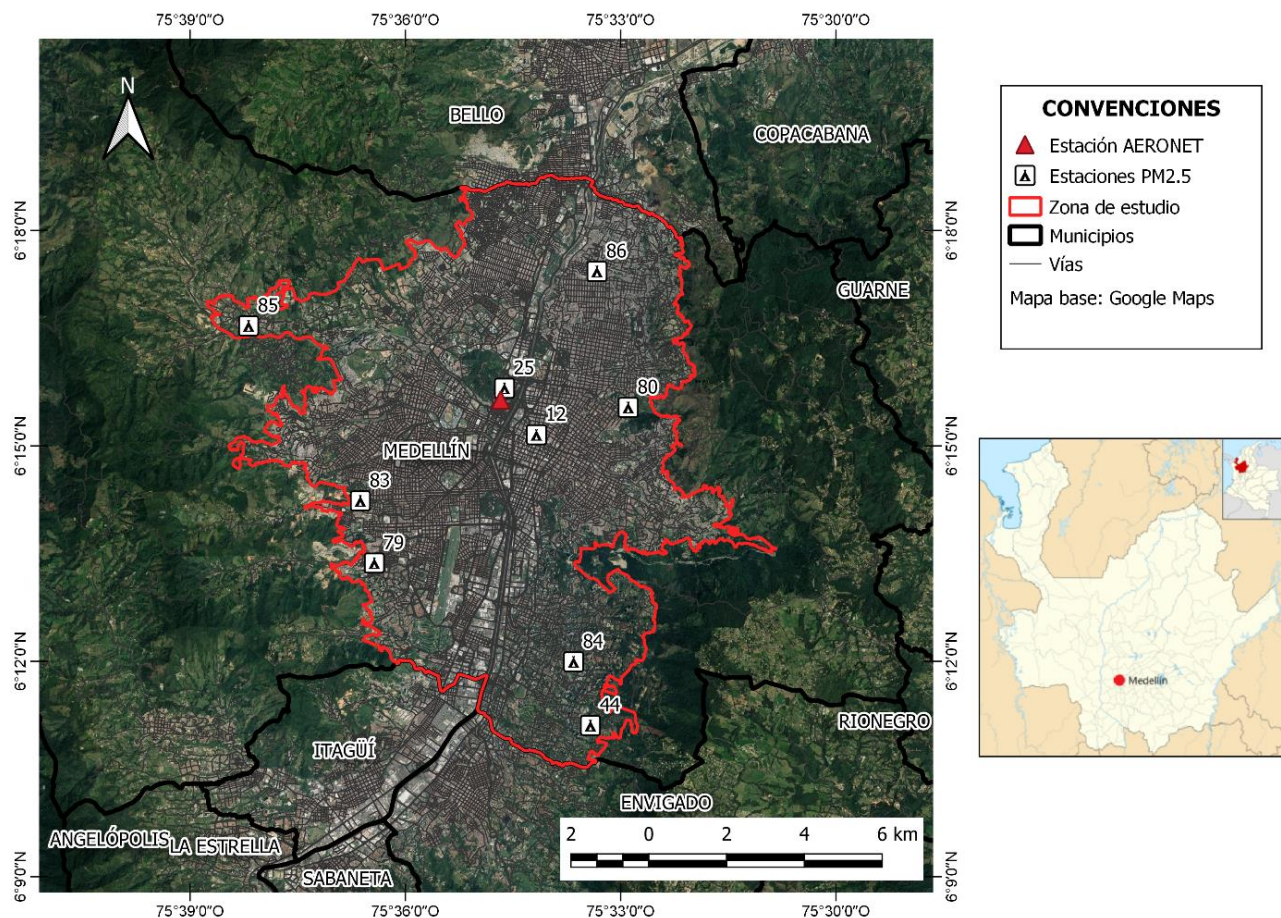 75°39'0"O 75°36'0"O 75°33'0"O 75°30'0"O
N
BELLO
COPACABANA
6°18'0"N 6°18'0"N
86
GUARNE
85
25
80
12
6°15'0"N 6°15'0"N
MEDELLÍN
83
79
84
6°12'0"N 6°12'0"N
44
RIONEGRO
ITAGÜÍ
ENVIGADO
ANGELÓPOLIS LA ESTRELLA
SABANETA
2 0 2 4 6 km
6°9'0"N 6°9'0"N
75°39'0"O 75°36'0"O 75°33'0"O 75°30'0"O
CONVENCIONES
Estación AERONET
Estaciones PM2.5
Zona de estudio
Municipios
Vías
Mapa base: Google Maps
Medellín